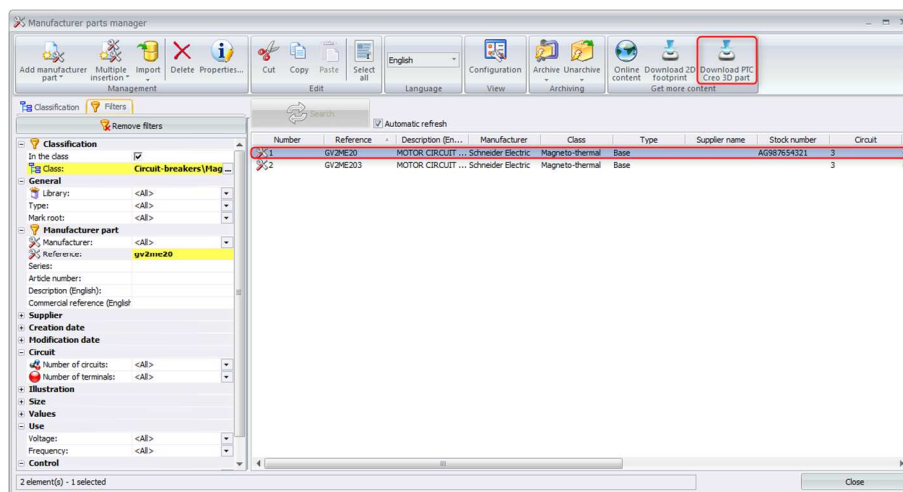 Manufacturer parts manager
Add manufacturer part Multiple insertion Import Delete Properties...
Management
Cut Copy Paste Select all
Edit
English
Language
Configuration
View
Archive Unarchive
Archiving
Online content Download 2D footprint Download PTC Creo 3D part
Get more content
Classification Filters
Remove filters
Search
Automatic refresh
Classification
In the class
Class: Circuit-breakers\Mag ...
General
Library: <All>
Type: <All>
Mark root: <All>
Manufacturer part
Manufacturer: <All>
Reference: gv2me20
Series:
Article number:
Description (English):
Commercial reference (English
Supplier
Creation date
Modification date
Circuit
Number of circuits: <All>
Number of terminals: <All>
Illustration
Size
Values
Use
Voltage: <All>
Frequency: <All>
Control
Number Reference Description (En... Manufacturer Class Type Supplier name Stock number Circuit
1 GV2ME20 MOTOR CIRCUIT ... Schneider Electric Magneto-thermal Base AG987654321 3
2 GV2ME203 MOTOR CIRCUIT ... Schneider Electric Magneto-thermal Base 3
2 element(s) - 1 selected
Close